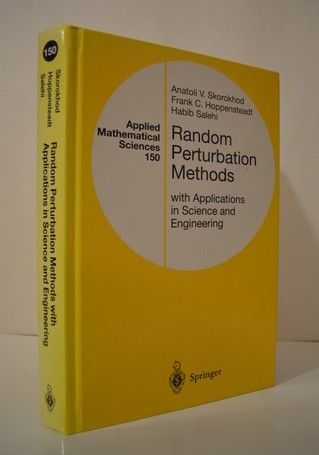 150
Skorokhod
Hoppensteadt
Salehi
Random Perturbation Methods with
Applications in Science and Engineering
Anatoli V. Skorokhod
Frank C. Hoppensteadt
Habib Salehi
Applied
Mathematical
Sciences
150
Random
Perturbation
Methods
with Applications
in Science and
Engineering
Springer